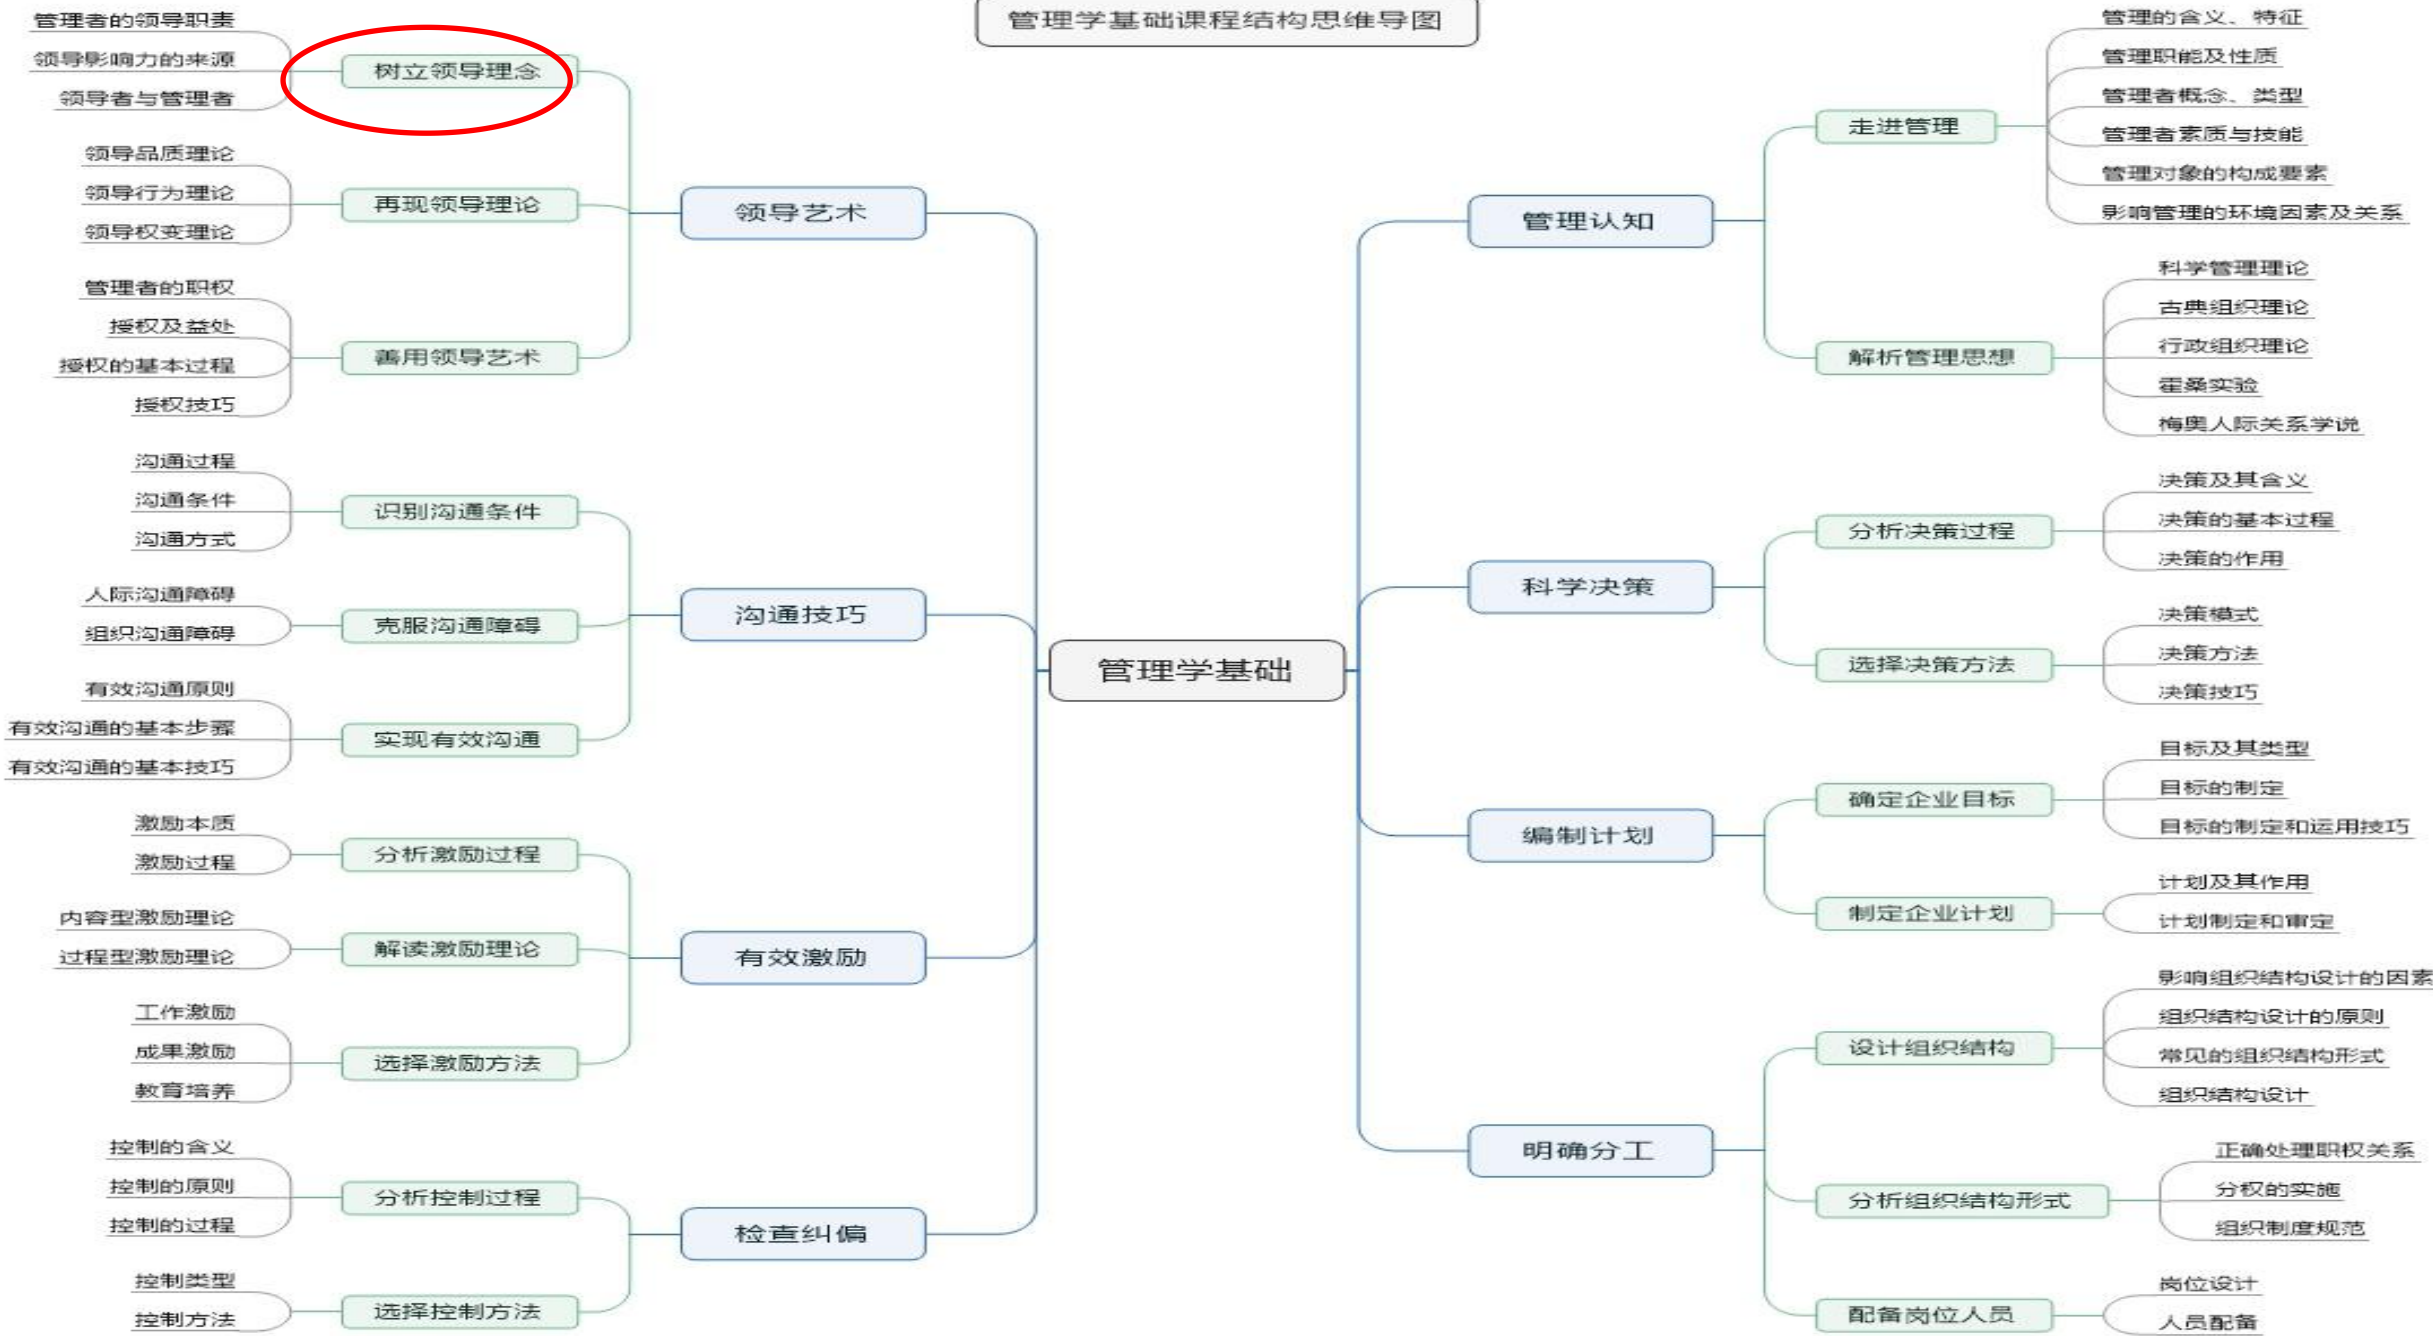 管理学基础课程结构思维导图
管理学基础
领导艺术
树立领导理念
管理者的领导职责
领导影响力的来源
领导者与管理者
再现领导理论
领导品质理论
领导行为理论
领导权变理论
善用领导艺术
管理者的职权
授权及益处
授权的基本过程
授权技巧
沟通技巧
识别沟通条件
沟通过程
沟通条件
沟通方式
克服沟通障碍
人际沟通障碍
组织沟通障碍
实现有效沟通
有效沟通原则
有效沟通的基本步骤
有效沟通的基本技巧
有效激励
分析激励过程
激励本质
激励过程
解读激励理论
内容型激励理论
过程型激励理论
选择激励方法
工作激励
成果激励
教育培养
检查纠偏
分析控制过程
控制的含义
控制的原则
控制的过程
选择控制方法
控制类型
控制方法
管理认知
走进管理
管理的含义、特征
管理职能及性质
管理者概念、类型
管理者素质与技能
管理对象的构成要素
影响管理的环境因素及关系
解析管理思想
科学管理理论
古典组织理论
行政组织理论
霍桑实验
梅奥人际关系学说
科学决策
分析决策过程
决策及其含义
决策的基本过程
决策的作用
选择决策方法
决策模式
决策方法
决策技巧
编制计划
确定企业目标
目标及其类型
目标的制定
目标的制定和运用技巧
制定企业计划
计划及其作用
计划制定和审定
明确分工
设计组织结构
影响组织结构设计的因素
组织结构设计的原则
常见的组织结构形式
组织结构设计
分析组织结构形式
正确处理职权关系
分权的实施
组织制度规范
配备岗位人员
岗位设计
人员配备